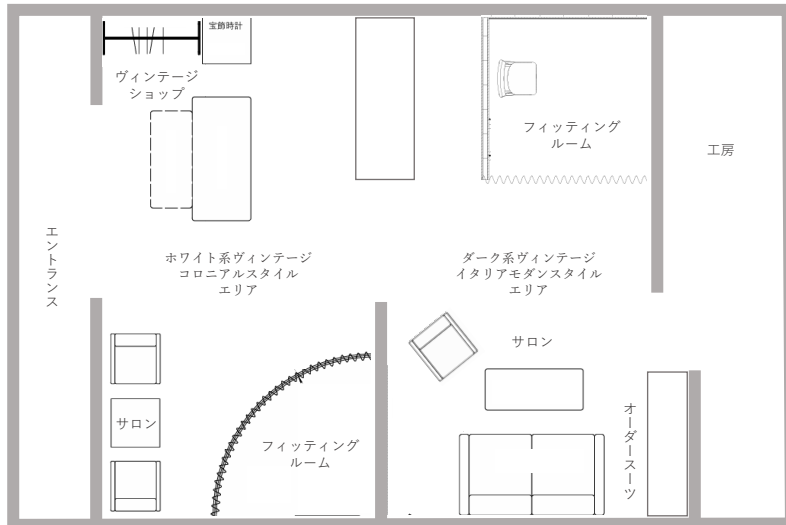 宝飾時計
ヴィンテージ
ショップ
フィッティング
ルーム
工房
エントランス
ホワイト系ヴィンテージ
コロニアルスタイル
エリア
ダーク系ヴィンテージ
イタリアモダンスタイル
エリア
サロン
サロン
フィッティング
ルーム
オーダースーツ